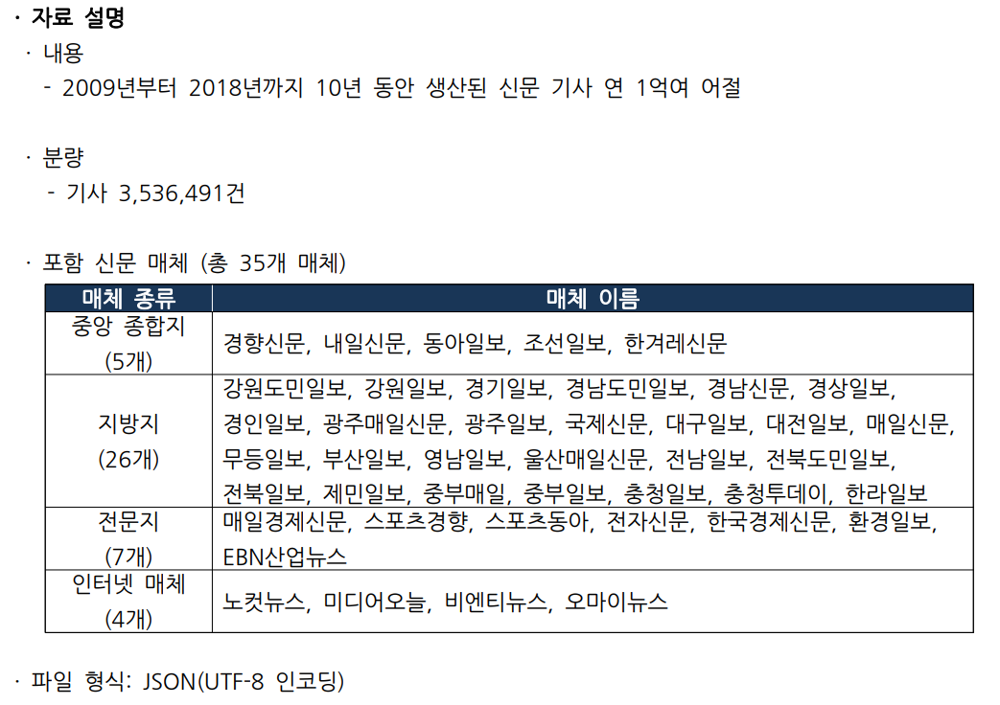 · 자료 설명
· 내용
- 2009년부터 2018년까지 10년 동안 생산된 신문 기사 연 1억여 어절
· 분량
- 기사 3,536,491건
· 포함 신문 매체 (총 35개 매체)
매체 종류 매체 이름
중앙 종합지
(5개)
경향신문, 내일신문, 동아일보, 조선일보, 한겨레신문
지방지
(26개)
강원도민일보, 강원일보, 경기일보, 경남도민일보, 경남신문, 경상일보,
경인일보, 광주매일신문, 광주일보, 국제신문, 대구일보, 대전일보, 매일신문,
무등일보, 부산일보, 영남일보, 울산매일신문, 전남일보, 전북도민일보,
전북일보, 제민일보, 중부매일, 중부일보, 충청일보, 충청투데이, 한라일보
전문지
(7개)
매일경제신문, 스포츠경향, 스포츠동아, 전자신문, 한국경제신문, 환경일보,
EBN산업뉴스
인터넷 매체
(4개)
노컷뉴스, 미디어오늘, 비엔티뉴스, 오마이뉴스
· 파일 형식: JSON(UTF-8 인코딩)